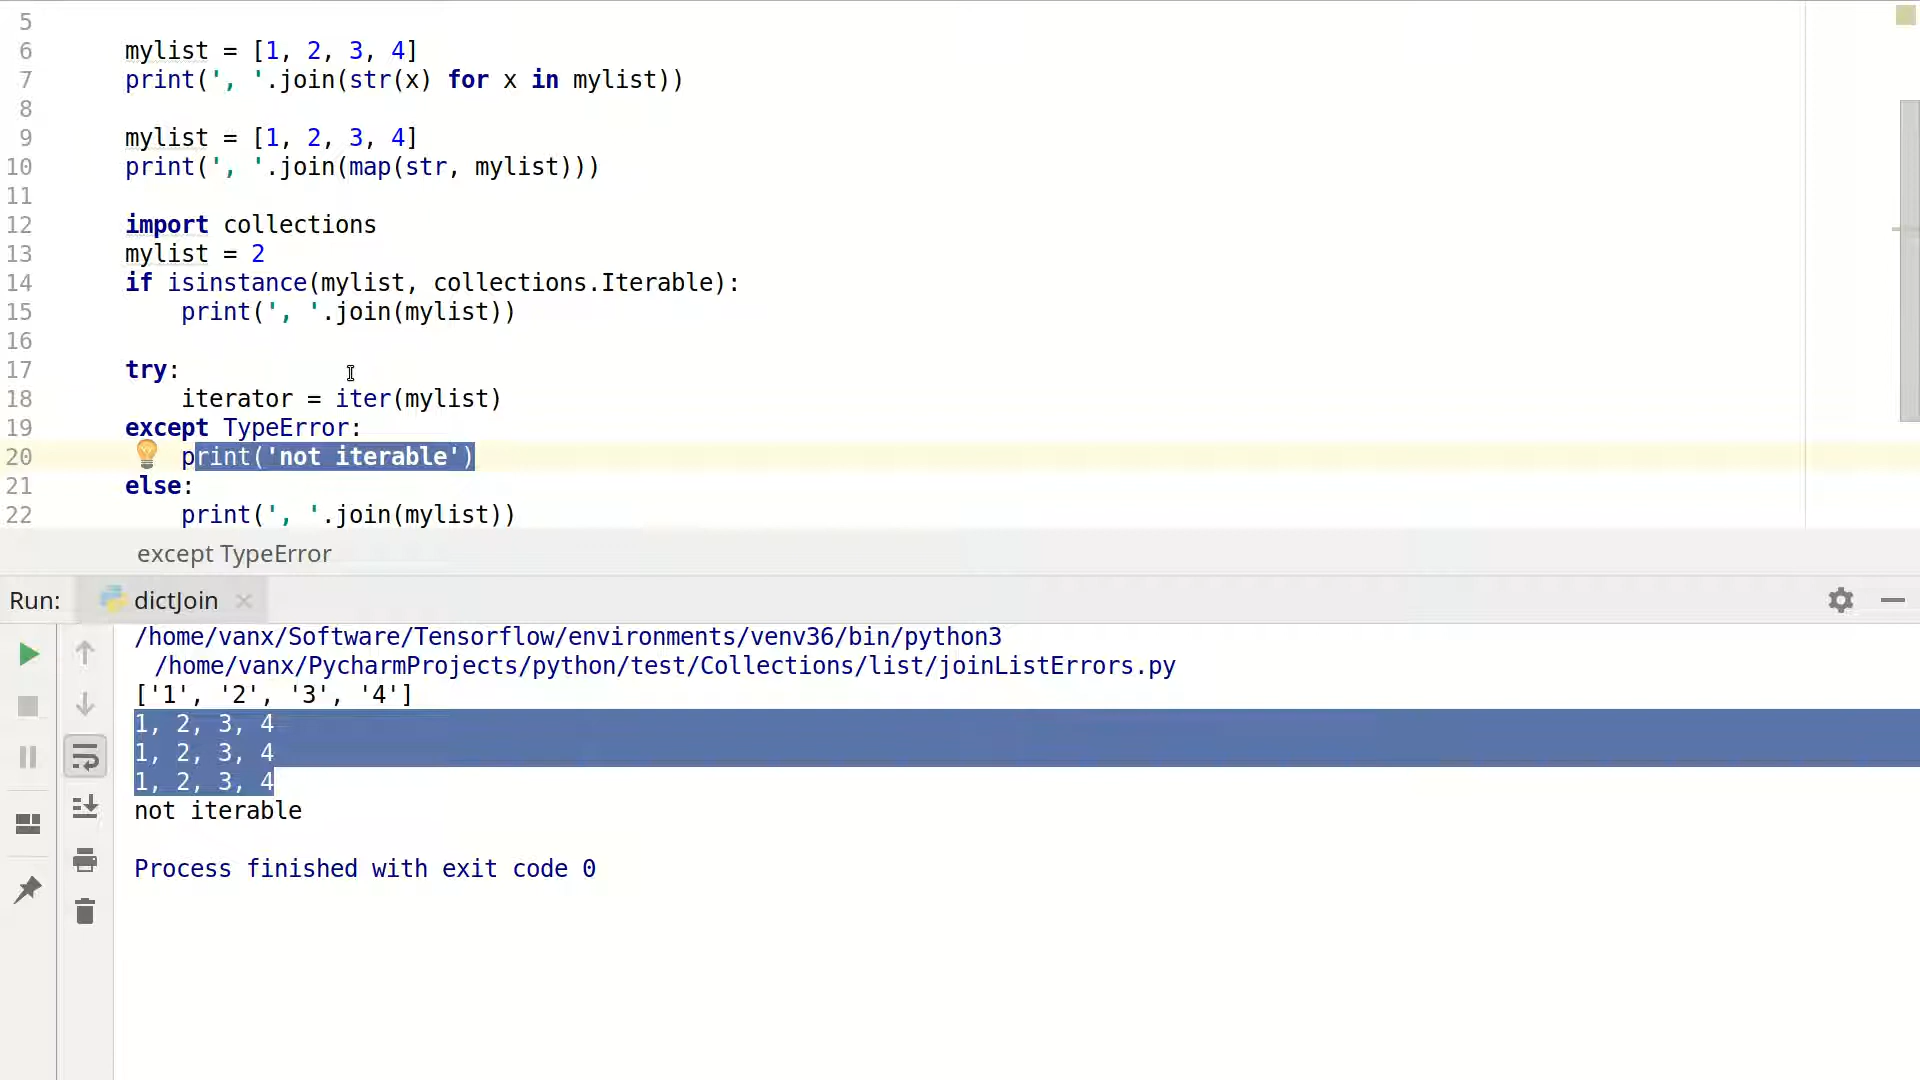 5
6 mylist = [1, 2, 3, 4]
7 print(', '.join(str(x) for x in mylist))
8
9 mylist = [1, 2, 3, 4]
10 print(', '.join(map(str, mylist)))
11
12 import collections
13 mylist = 2
14 if isinstance(mylist, collections.Iterable):
15     print(', '.join(mylist))
16
17 try:
18     iterator = iter(mylist)
19 except TypeError:
20     print('not iterable')
21 else:
22     print(', '.join(mylist))
except TypeError
Run: dictJoin
/home/vanx/Software/Tensorflow/environments/venv36/bin/python3
/home/vanx/PycharmProjects/python/test/Collections/list/joinListErrors.py
['1', '2', '3', '4']
1, 2, 3, 4
1, 2, 3, 4
1, 2, 3, 4
not iterable
Process finished with exit code 0